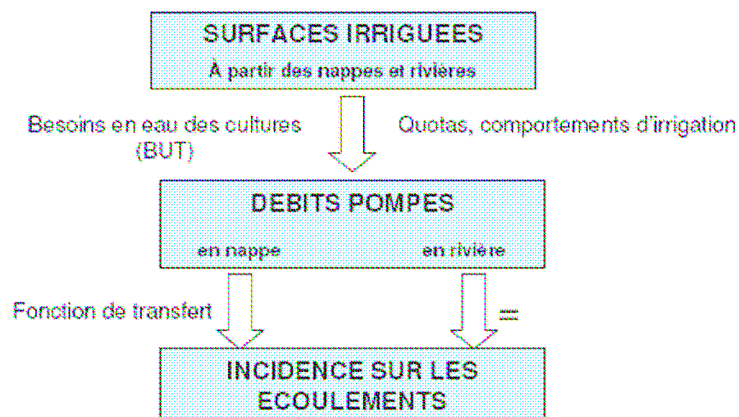 SURFACES IRRIGUEES
À partir des nappes et rivières
Besoins en eau des cultures
(BUT)
Quotas, comportements d'irrigation
DEBITS POMPES
en nappe
en rivière
Fonction de transfert
=
INCIDENCE SUR LES
ECOULEMENTS